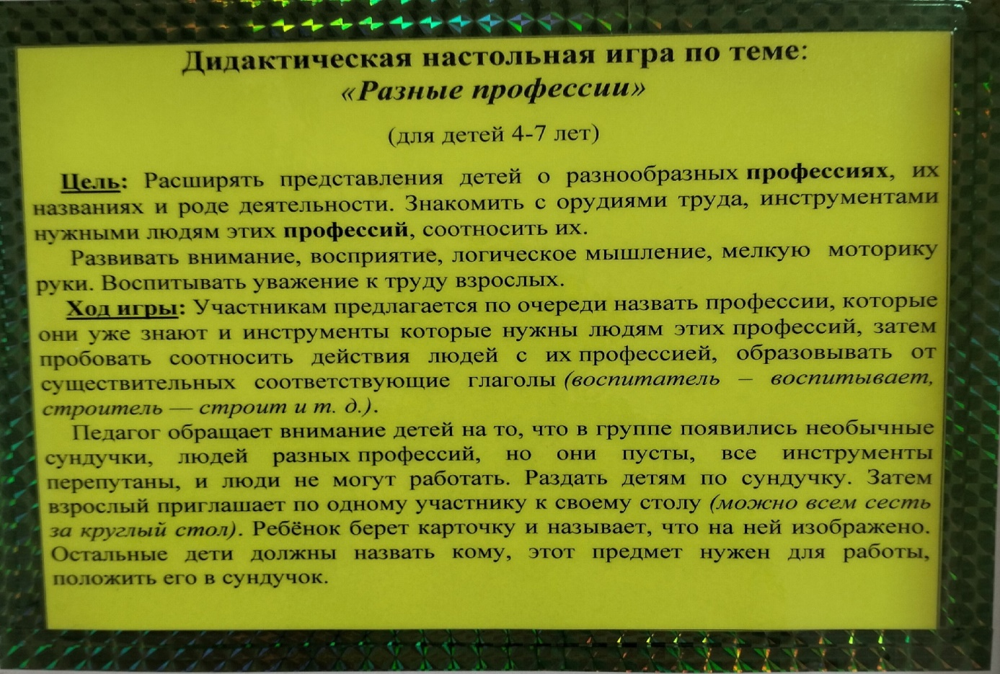 Дидактическая настольная игра по теме:
«Разные профессии»
(для детей 4-7 лет)
Цель: Расширять представления детей о разнообразных профессиях, их
названиях и роде деятельности. Знакомить с орудиями труда, инструментами
нужными людям этих профессий, соотносить их.
Развивать внимание, восприятие, логическое мышление, мелкую моторику
руки. Воспитывать уважение к труду взрослых.
Ход игры: Участникам предлагается по очереди назвать профессии, которые
они уже знают и инструменты которые нужны людям этих профессий, затем
пробовать соотносить действия людей с их профессией, образовывать от
существительных соответствующие глаголы (воспитатель – воспитывает,
строитель — строит и т. д.).
Педагог обращает внимание детей на то, что в группе появились необычные
сундучки, людей разных профессий, но они пусты, все инструменты
перепутаны, и люди не могут работать. Раздать детям по сундучку. Затем
взрослый приглашает по одному участнику к своему столу (можно всем сесть
за круглый стол). Ребёнок берет карточку и называет, что на ней изображено.
Остальные дети должны назвать кому, этот предмет нужен для работы,
положить его в сундучок.